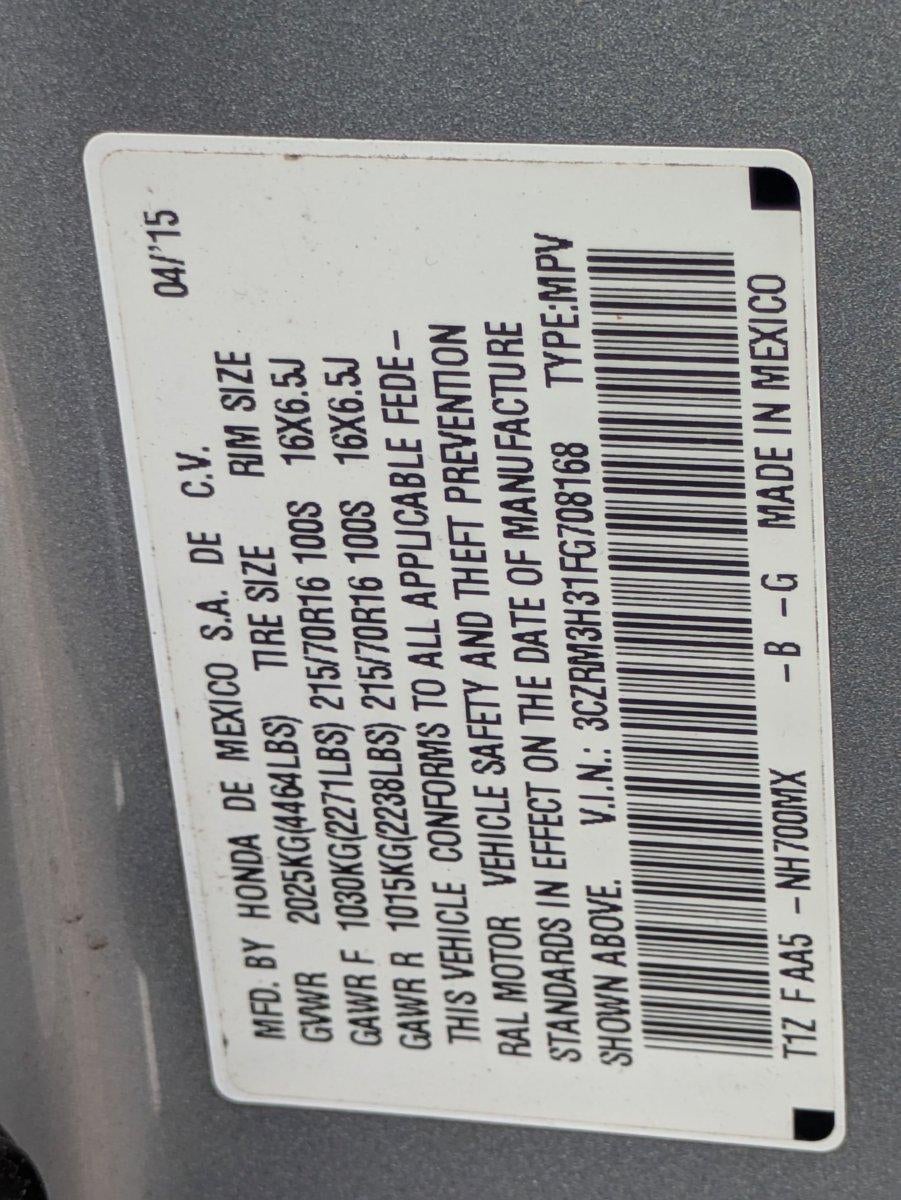 MFD. BY HONDA DE MEXICO S.A. DE C.V. 04/'15
GVWR 2025KG(4464LBS) TIRE SIZE RIM SIZE
GAWR F 1030KG(2271LBS) 215/70R16 100S 16X6.5J
GAWR R 1015KG(2238LBS) 215/70R16 100S 16X6.5J
THIS VEHICLE CONFORMS TO ALL APPLICABLE FEDE-
RAL MOTOR VEHICLE SAFETY AND THEFT PREVENTION
STANDARDS IN EFFECT ON THE DATE OF MANUFACTURE
SHOWN ABOVE. V.I.N.: 3CZRM3H31FG708168 TYPE:MPV
T1Z F AA5 -NH700MX -B -G MADE IN MEXICO